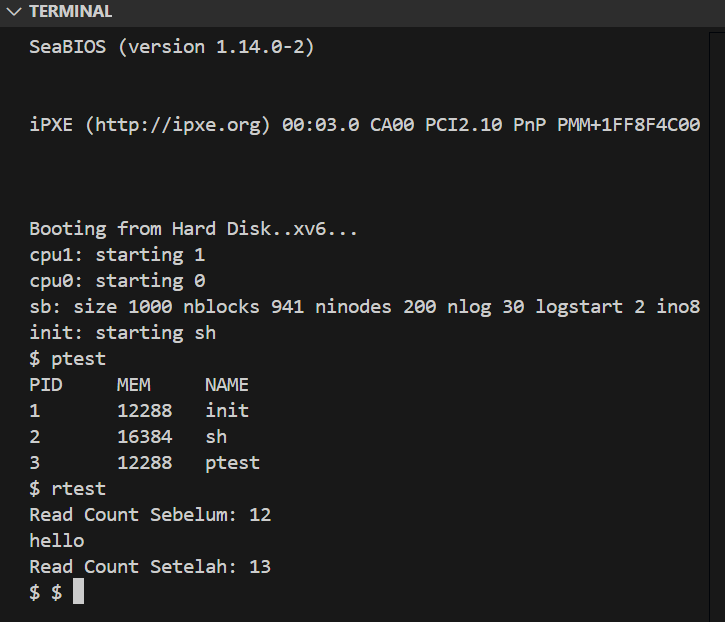 TERMINAL
SeaBIOS (version 1.14.0-2)
iPXE (http://ipxe.org) 00:03.0 CA00 PCI2.10 PnP PMM+1FF8F4C00
Booting from Hard Disk..xv6...
cpu1: starting 1
cpu0: starting 0
sb: size 1000 nblocks 941 ninodes 200 nlog 30 logstart 2 ino8
init: starting sh
$ ptest
PID MEM NAME
1 12288 init
2 16384 sh
3 12288 ptest
$ rtest
Read Count Sebelum: 12
hello
Read Count Setelah: 13
$ $